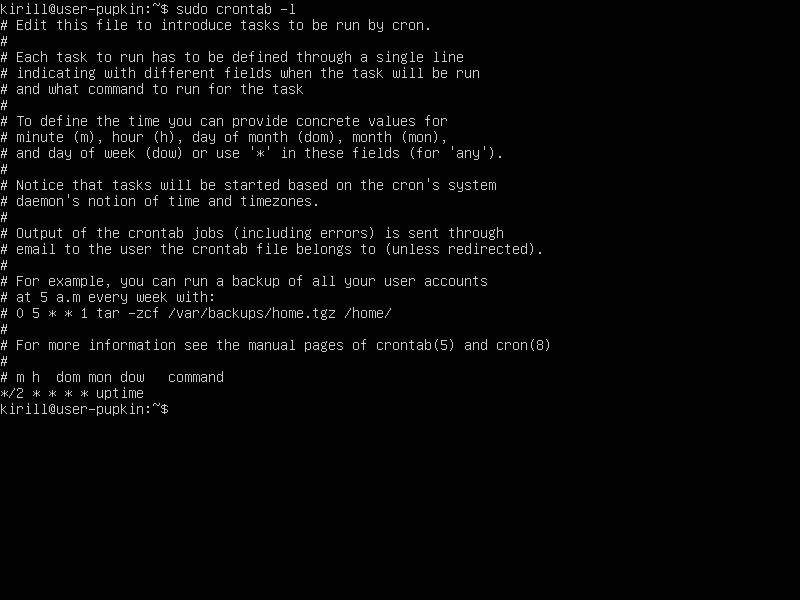 kirill@user-pupkin:~$ sudo crontab -l
# Edit this file to introduce tasks to be run by cron.
#
# Each task to run has to be defined through a single line
# indicating with different fields when the task will be run
# and what command to run for the task
#
# To define the time you can provide concrete values for
# minute (m), hour (h), day of month (dom), month (mon),
# and day of week (dow) or use '*' in these fields (for 'any').
#
# Notice that tasks will be started based on the cron's system
# daemon's notion of time and timezones.
#
# Output of the crontab jobs (including errors) is sent through
# email to the user the crontab file belongs to (unless redirected).
#
# For example, you can run a backup of all your user accounts
# at 5 a.m every week with:
# 0 5 * * 1 tar -zcf /var/backups/home.tgz /home/
#
# For more information see the manual pages of crontab(5) and cron(8)
#
# m h  dom mon dow   command
*/2 * * * * uptime
kirill@user-pupkin:~$